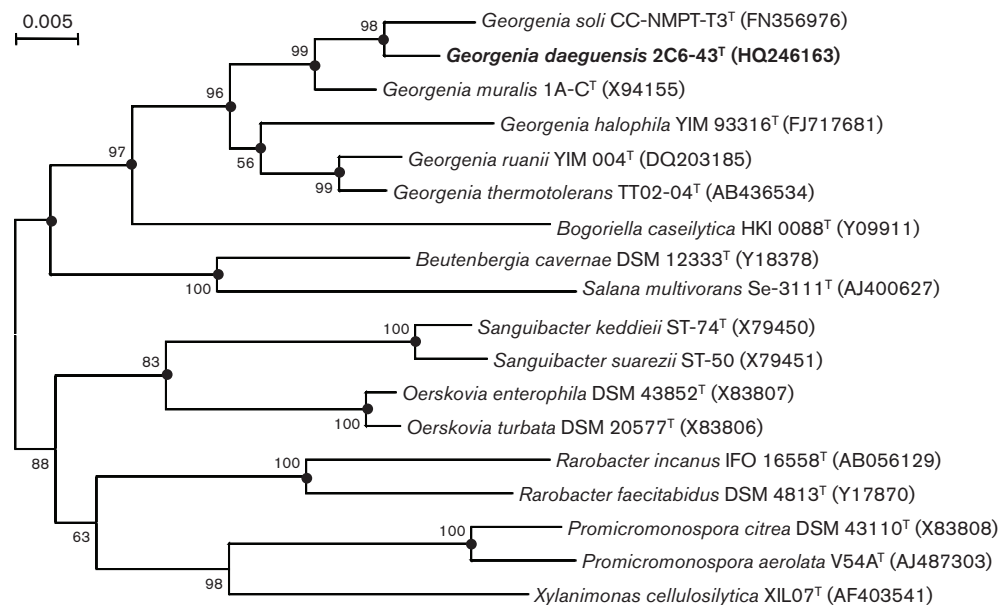 0.005
98
Georgenia soli CC-NMPT-T3ᵀ (FN356976)
Georgenia daeguensis 2C6-43ᵀ (HQ246163)
99
Georgenia muralis 1A-Cᵀ (X94155)
96
Georgenia halophila YIM 93316ᵀ (FJ717681)
56
Georgenia ruanii YIM 004ᵀ (DQ203185)
99
Georgenia thermotolerans TT02-04ᵀ (AB436534)
97
Bogoriella caseilytica HKI 0088ᵀ (Y09911)
Beutenbergia cavernae DSM 12333ᵀ (Y18378)
100
Salana multivorans Se-3111ᵀ (AJ400627)
100
Sanguibacter keddieii ST-74ᵀ (X79450)
Sanguibacter suarezii ST-50 (X79451)
83
Oerskovia enterophila DSM 43852ᵀ (X83807)
100
Oerskovia turbata DSM 20577ᵀ (X83806)
88
100
Rarobacter incanus IFO 16558ᵀ (AB056129)
Rarobacter faecitabidus DSM 4813ᵀ (Y17870)
63
100
Promicromonospora citrea DSM 43110ᵀ (X83808)
Promicromonospora aerolata V54Aᵀ (AJ487303)
98
Xylanimonas cellulosilytica XIL07ᵀ (AF403541)